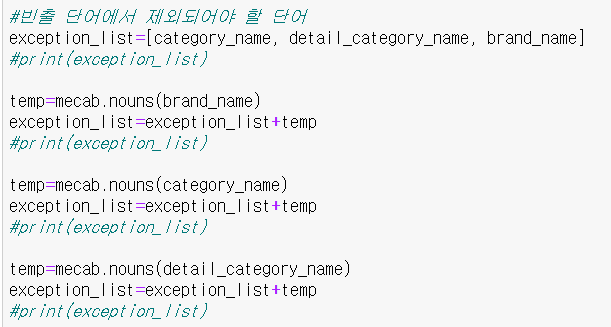 #빈출 단어에서 제외되어야 할 단어
exception_list=[category_name, detail_category_name, brand_name]
#print(exception_list)
temp=mecab.nouns(brand_name)
exception_list=exception_list+temp
#print(exception_list)
temp=mecab.nouns(category_name)
exception_list=exception_list+temp
#print(exception_list)
temp=mecab.nouns(detail_category_name)
exception_list=exception_list+temp
#print(exception_list)